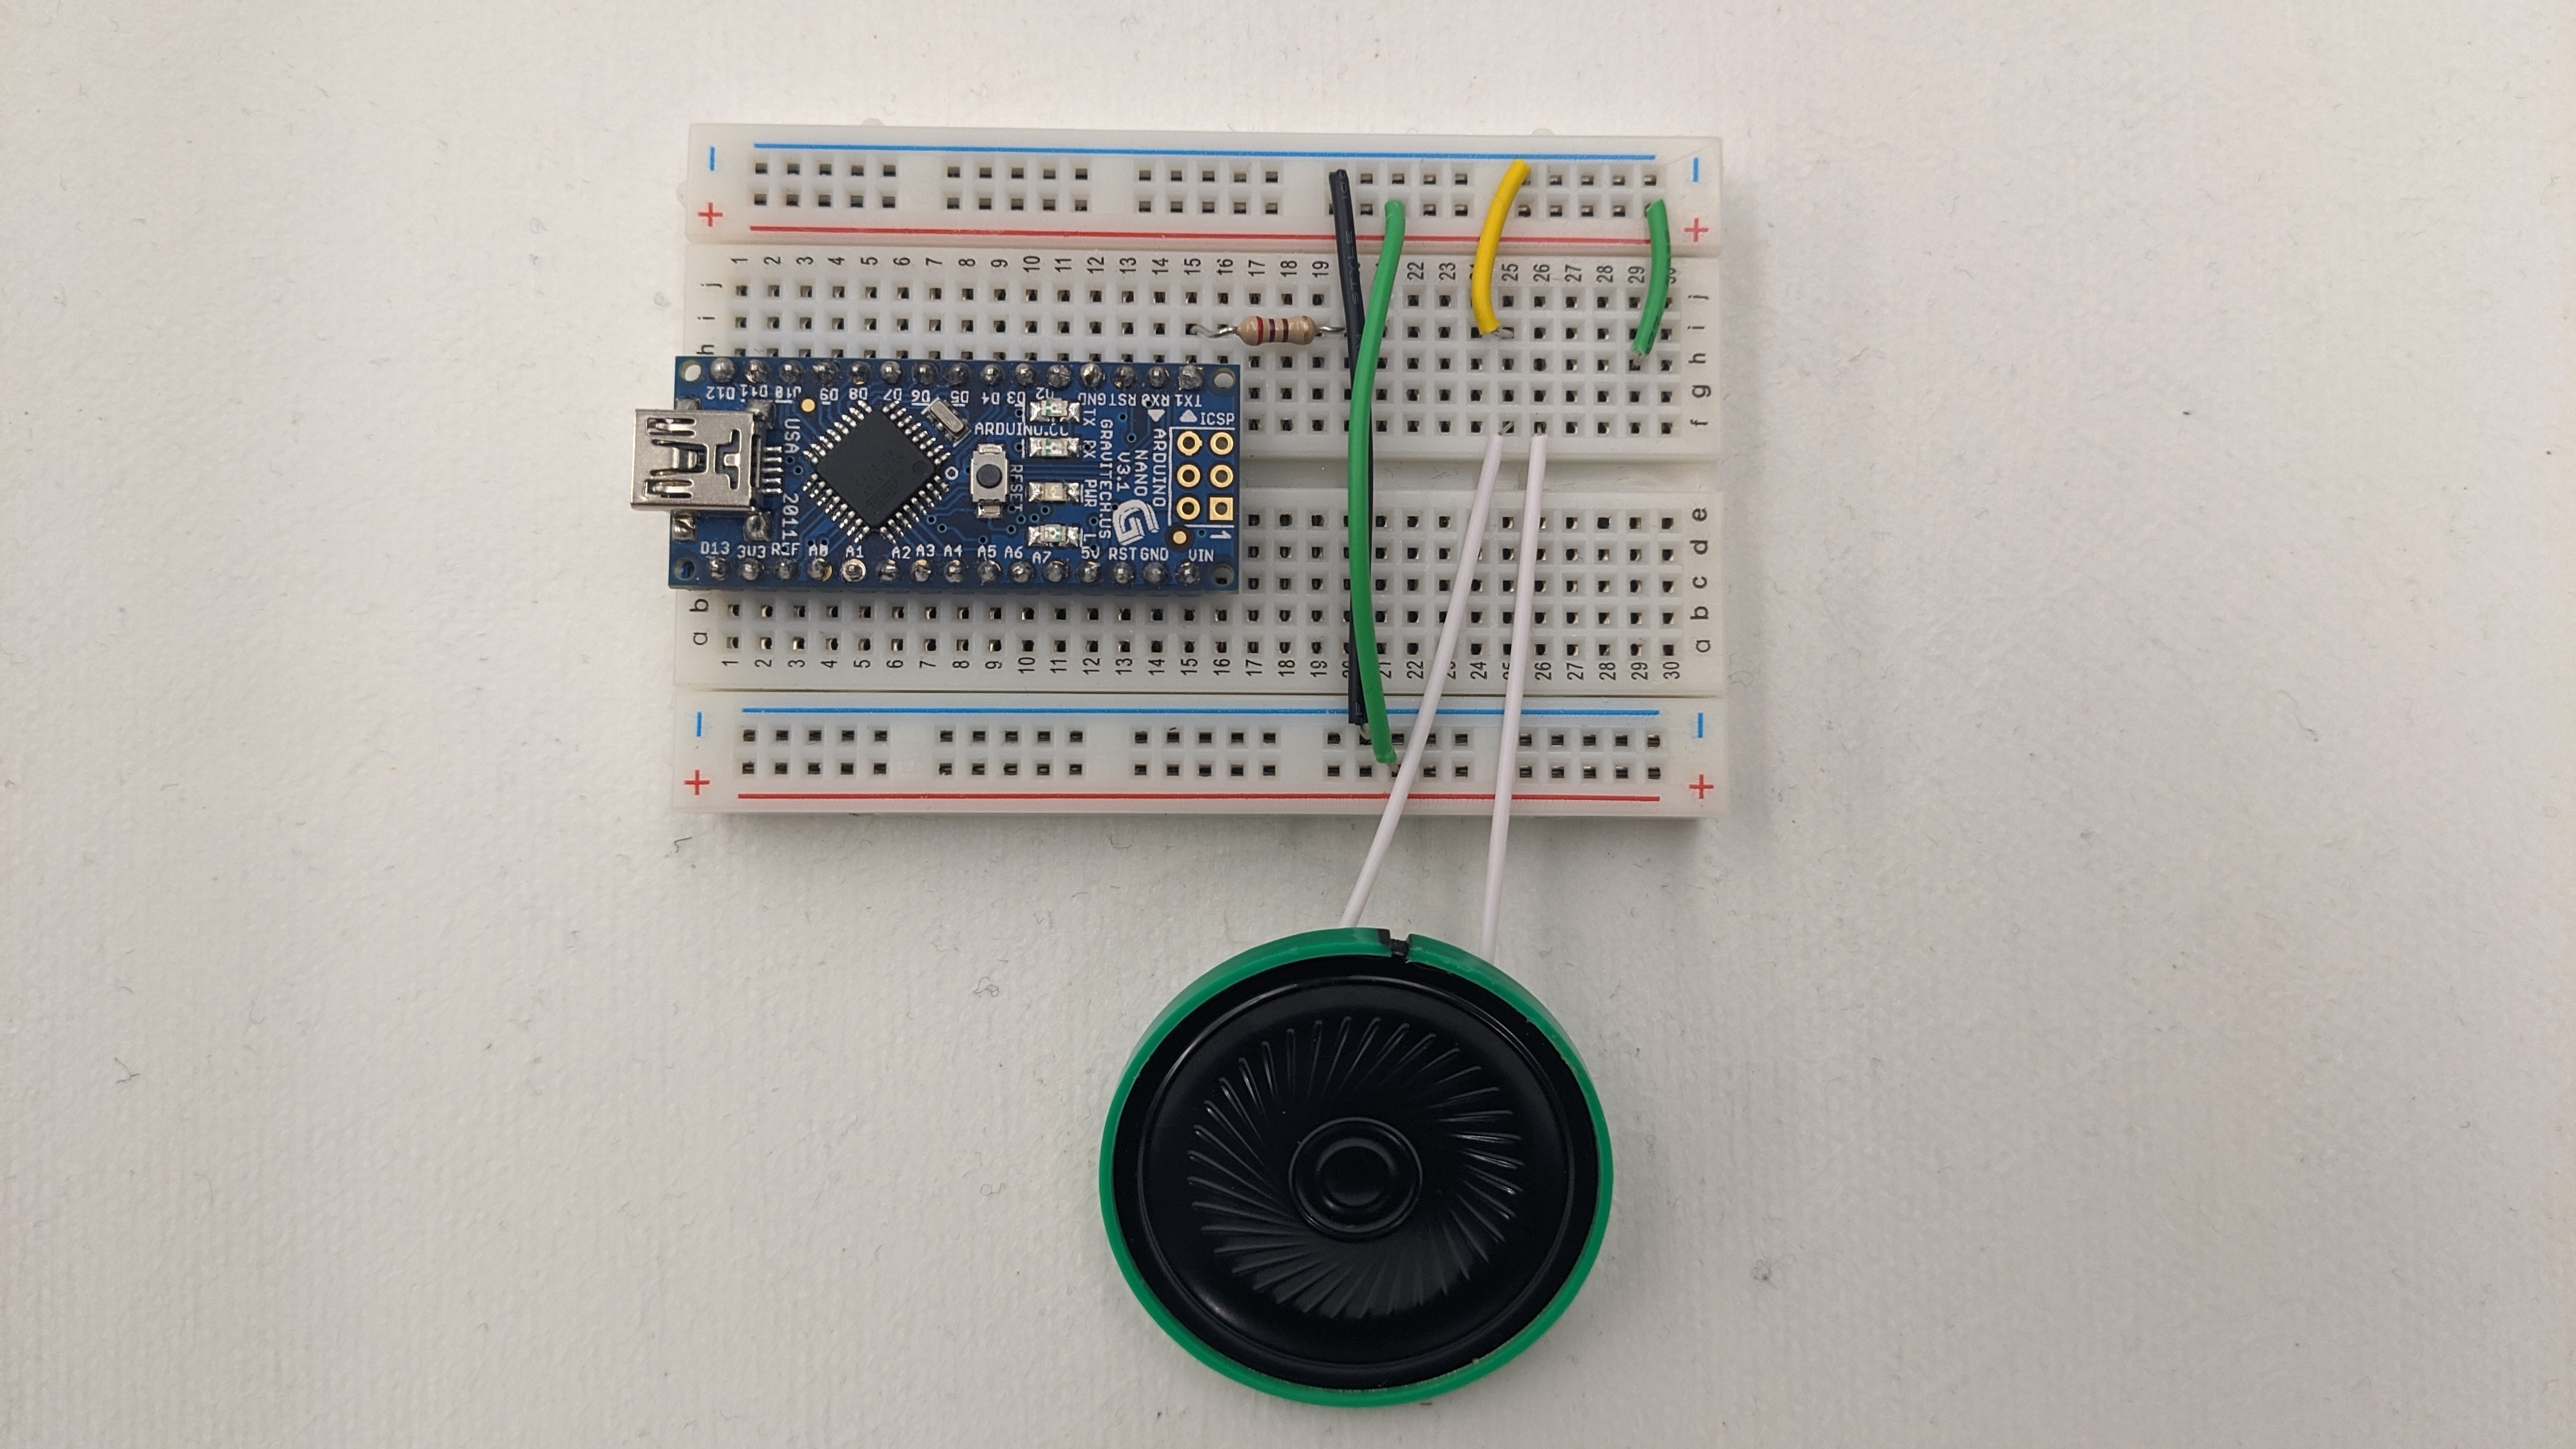 − −
+ +
1 2 3 4 5 6 7 8 9 10 11 12 13 14 15 16 17 18 19 22 23 25 26 27 28 29
j j
i i
h h
g
f
D12 D11 D10 D9 D8 D7 D6 D5 D4 D3 D2 GND RST RX0 TX1
ICSP
ARDUINO.CC
USA
2011
RESET
TX RX PWR L
GRAVITECH.US
ARDUINO
NANO
V3.1
1
D13 3V3 REF A0 A1 A2 A3 A4 A5 A6 A7 5V RST GND VIN
e
d
c
b b
a a
1 2 3 4 5 6 7 8 9 10 11 12 13 14 15 16 17 18 19 20 21 22 23 24 25 26 27 28 29 30
− −
+ +